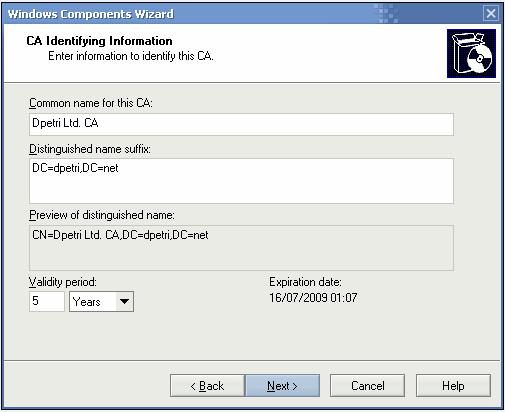 Windows Components Wizard
CA Identifying Information
Enter information to identify this CA.
Common name for this CA:
Dpetri Ltd. CA
Distinguished name suffix:
DC=dpetri,DC=net
Preview of distinguished name:
CN=Dpetri Ltd. CA,DC=dpetri,DC=net
Validity period:
Expiration date:
5 Years
16/07/2009 01:07
< Back
Next >
Cancel
Help